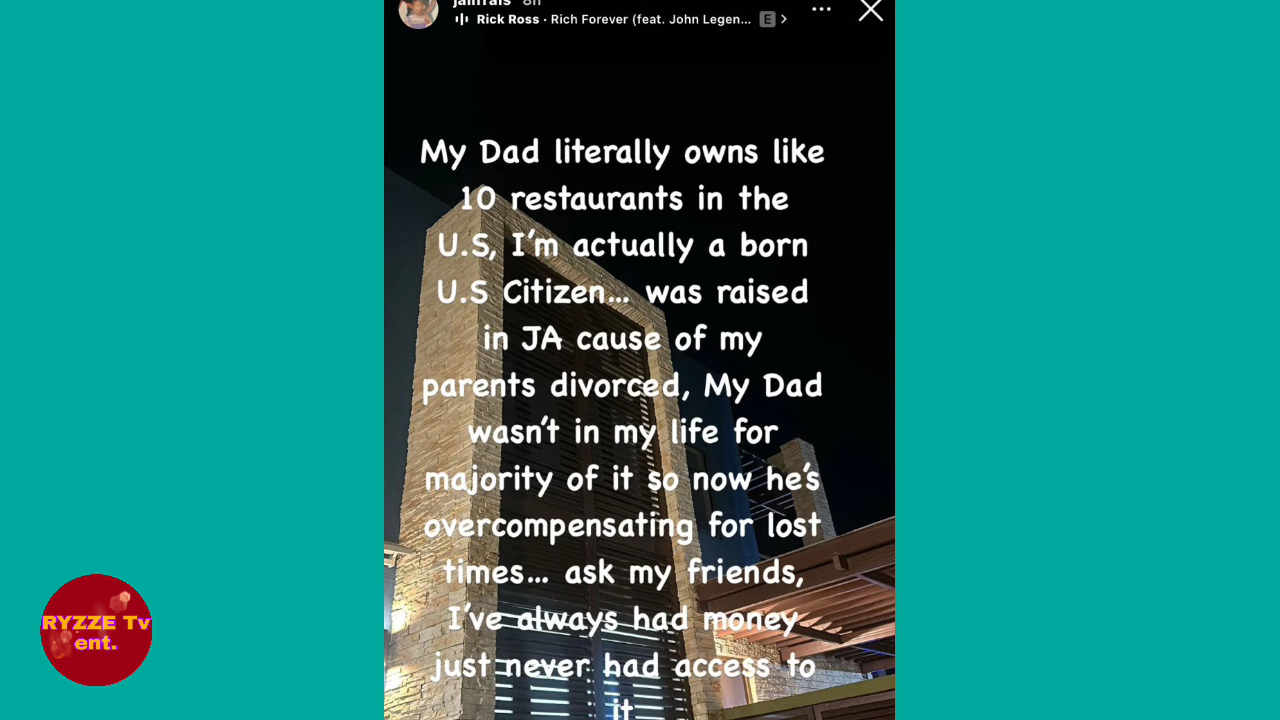 8h
Rick Ross · Rich Forever (feat. John Legen... E
My Dad literally owns like
10 restaurants in the
U.S, I'm actually a born
U.S Citizen... was raised
in JA cause of my
parents divorced, My Dad
wasn't in my life for
majority of it so now he's
overcompensating for lost
times... ask my friends,
I've always had money
just never had access to
it
RYZZE Tv
ent.